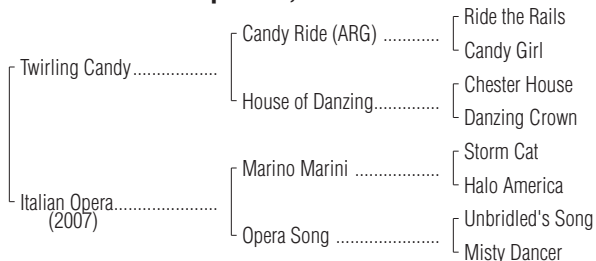 Ride the Rails
Candy Ride (ARG) ............
Candy Girl
Twirling Candy..................
Chester House
House of Danzing..............
Danzing Crown
Storm Cat
Marino Marini ..................
Halo America
Italian Opera......................
(2007)
Unbridled's Song
Opera Song ......................
Misty Dancer